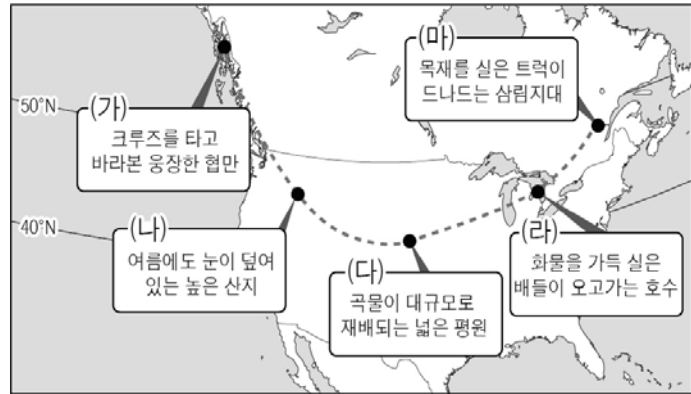 (마)
목재를 실은 트럭이
드나드는 삼림지대
50°N
(가)
크루즈를 타고
바라본 웅장한 협만
40°N
(나)
여름에도 눈이 덮여
있는 높은 산지
(다)
곡물이 대규모로
재배되는 넓은 평원
(라)
화물을 가득 실은
배들이 오고가는 호수